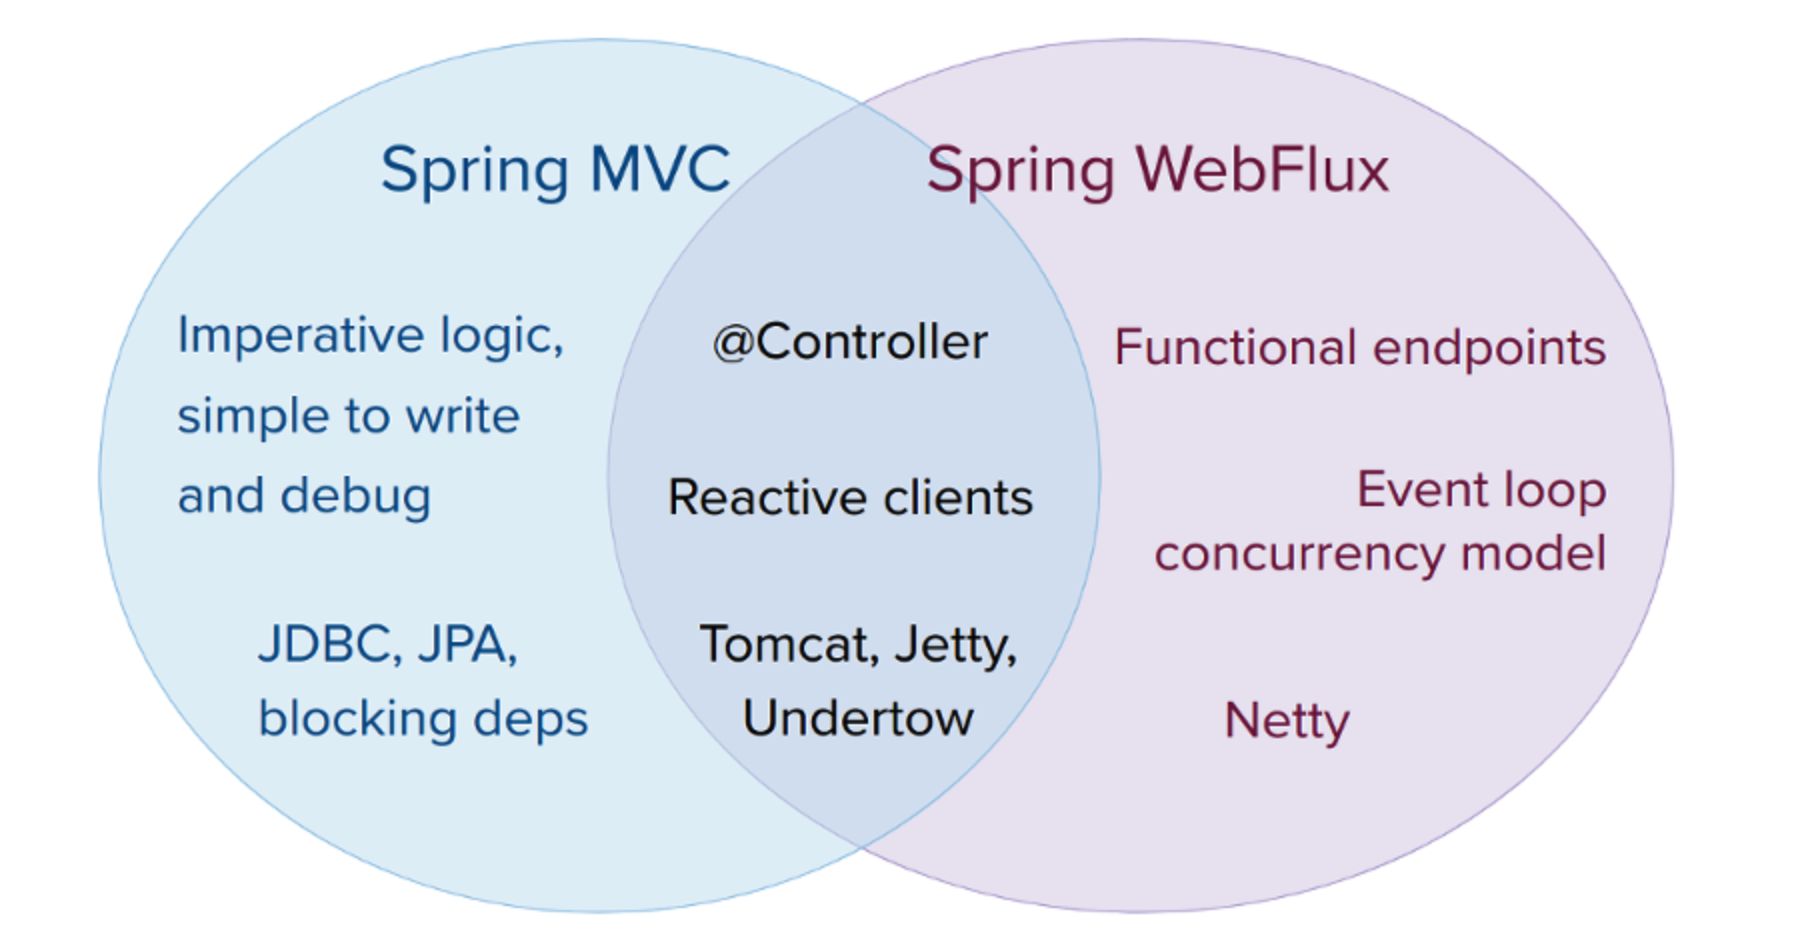 Spring MVC
Spring WebFlux
Imperative logic,
simple to write
and debug
JDBC, JPA,
blocking deps
@Controller
Reactive clients
Tomcat, Jetty,
Undertow
Functional endpoints
Event loop
concurrency model
Netty